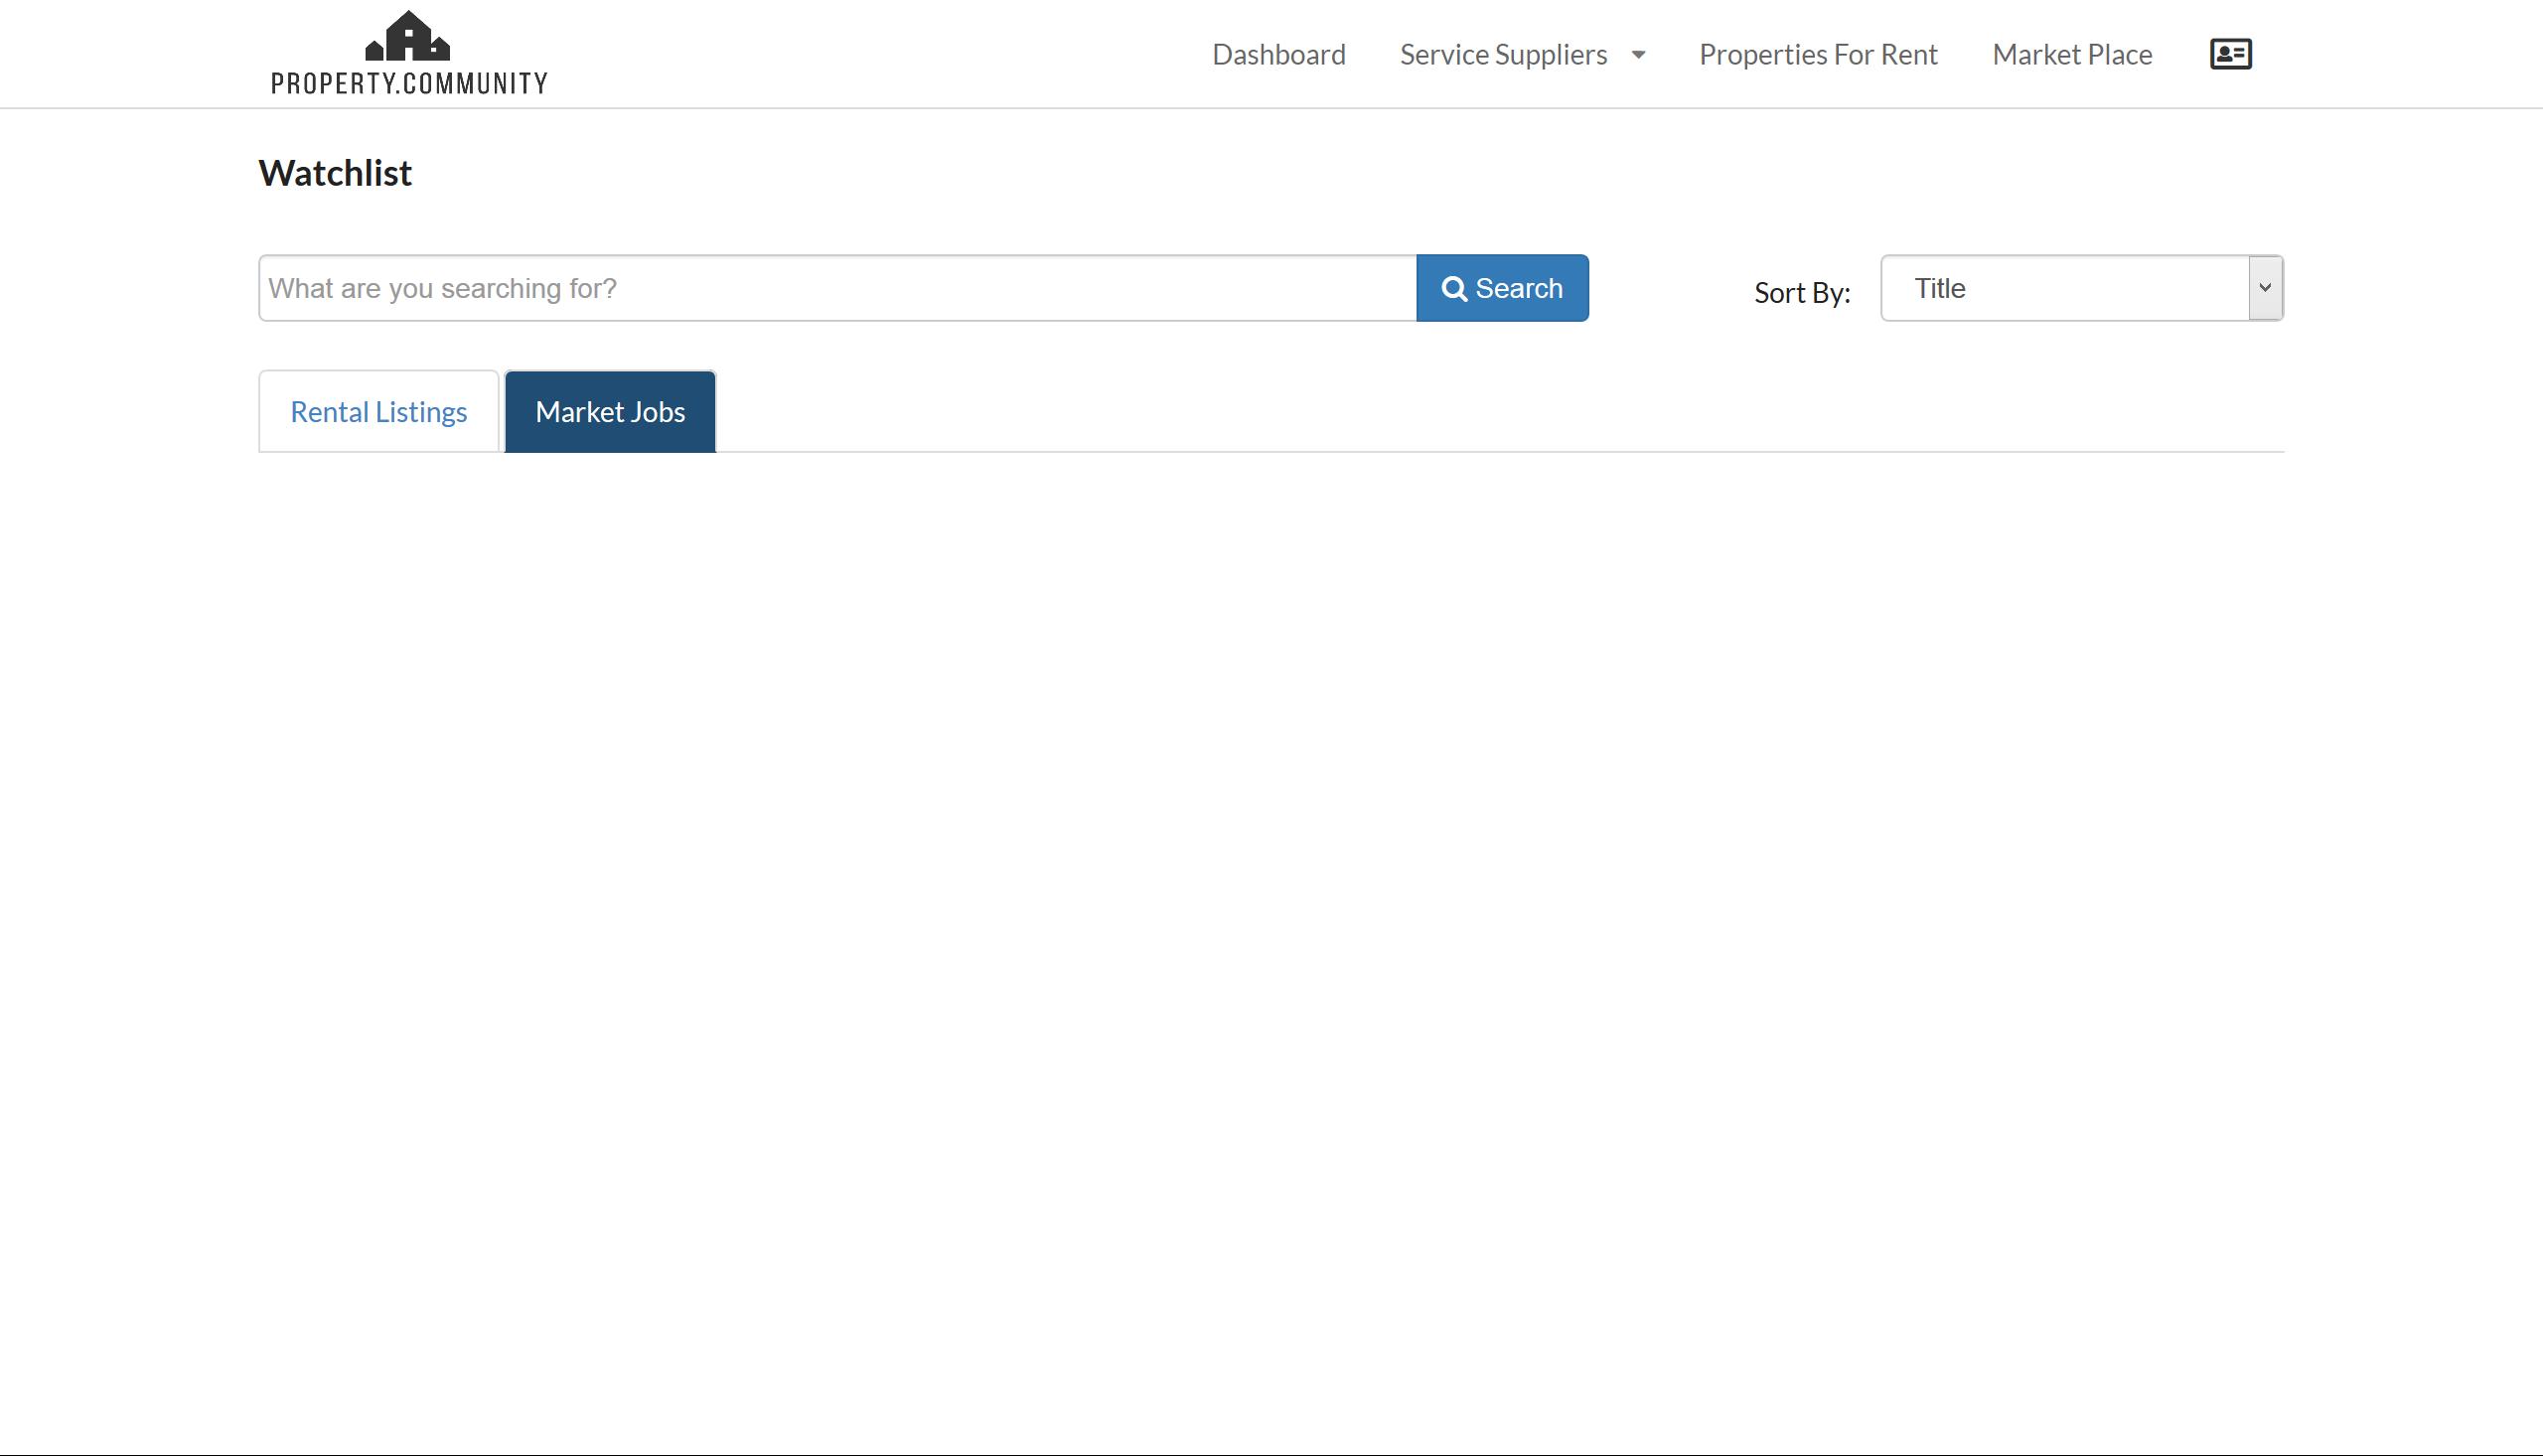 PROPERTY.COMMUNITY
Dashboard Service Suppliers Properties For Rent Market Place
Watchlist
What are you searching for? Search Sort By: Title
Rental Listings Market Jobs